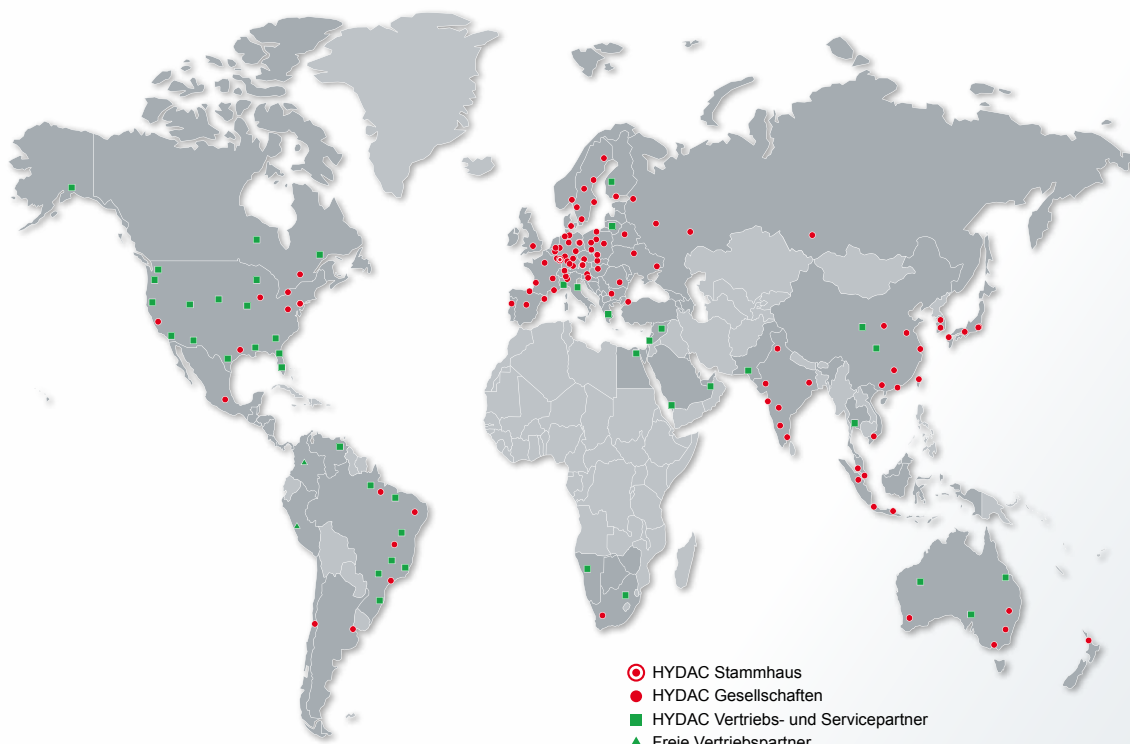 HYDAC Stammhaus
HYDAC Gesellschaften
HYDAC Vertriebs- und Servicepartner
Freie Vertriebspartner